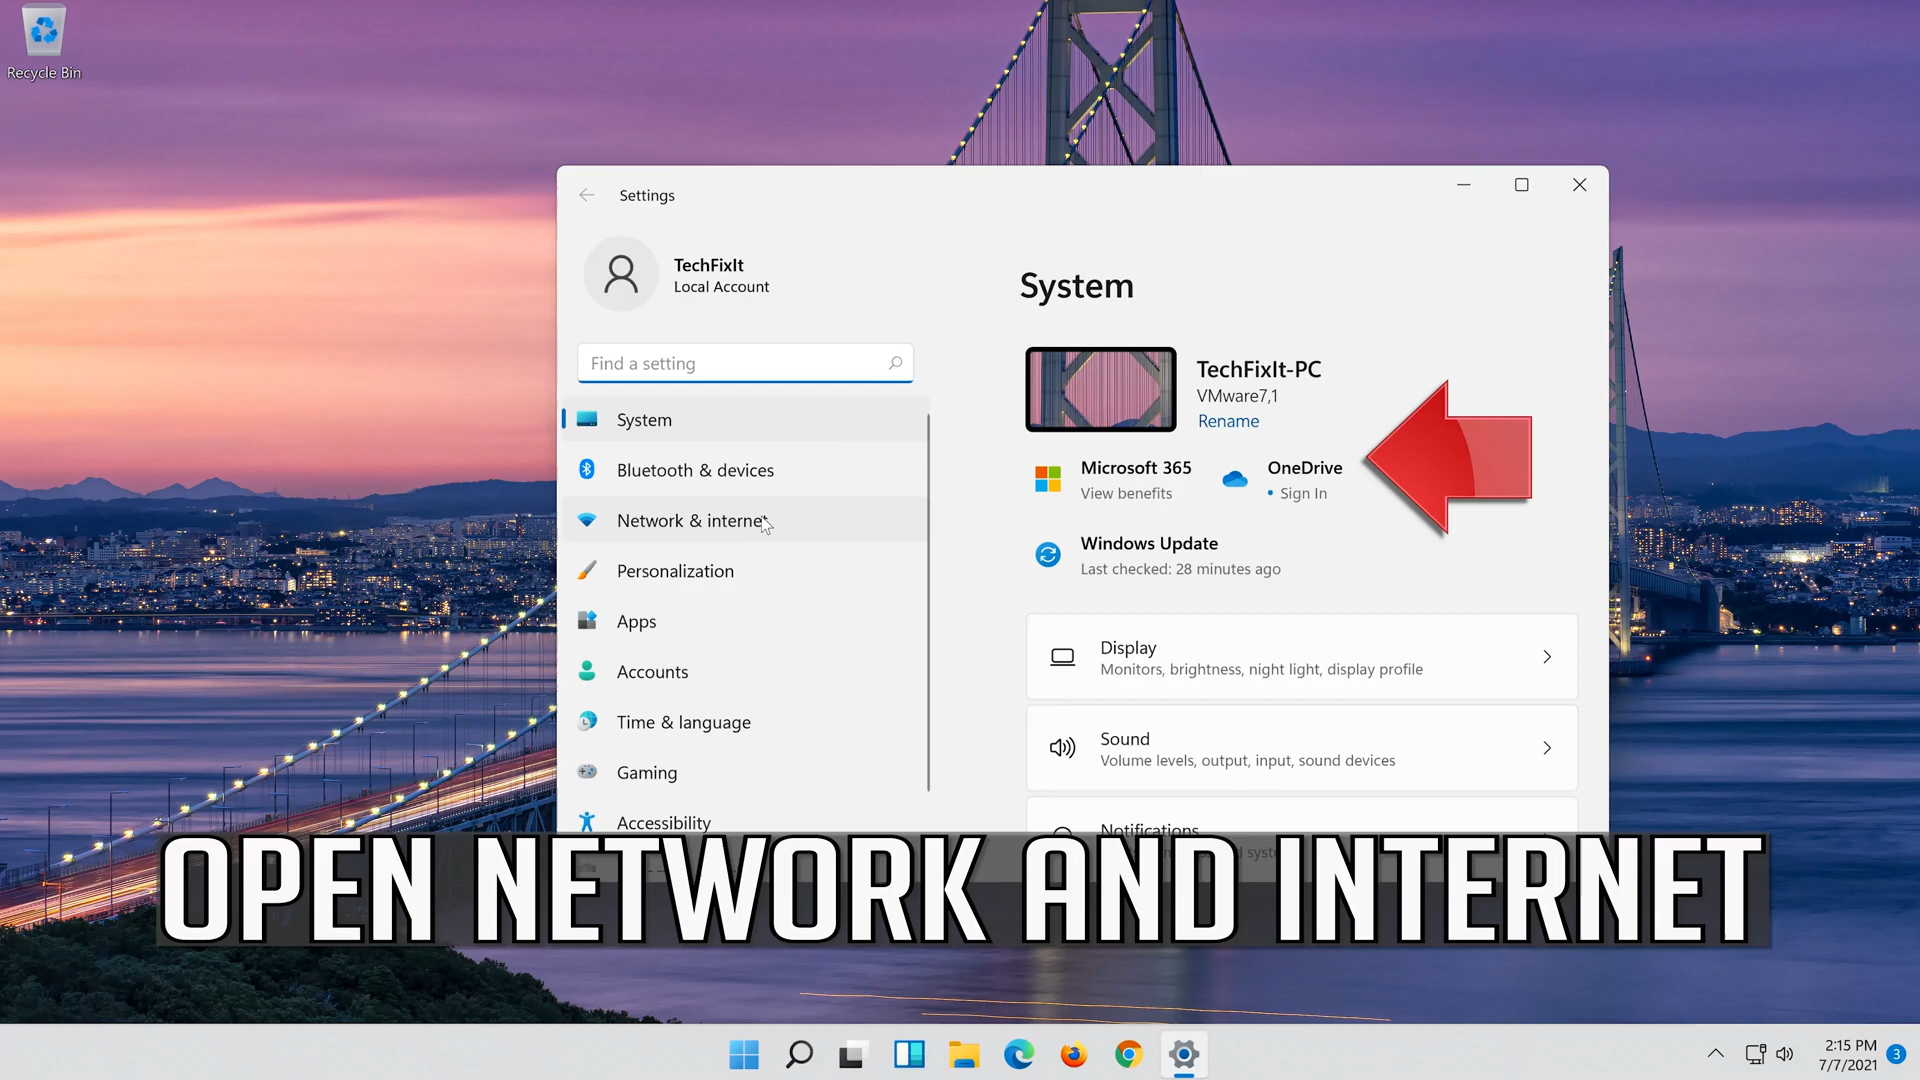 Recycle Bin
Settings
TechFixIt
Local Account
Find a setting
System
Bluetooth & devices
Network & internet
Personalization
Apps
Accounts
Time & language
Gaming
Accessibility
System
TechFixIt-PC
VMware7,1
Rename
Microsoft 365
View benefits
OneDrive
• Sign In
Windows Update
Last checked: 28 minutes ago
Display
Monitors, brightness, night light, display profile
Sound
Volume levels, output, input, sound devices
Notifications
OPEN NETWORK AND INTERNET
2:15 PM
7/7/2021
3